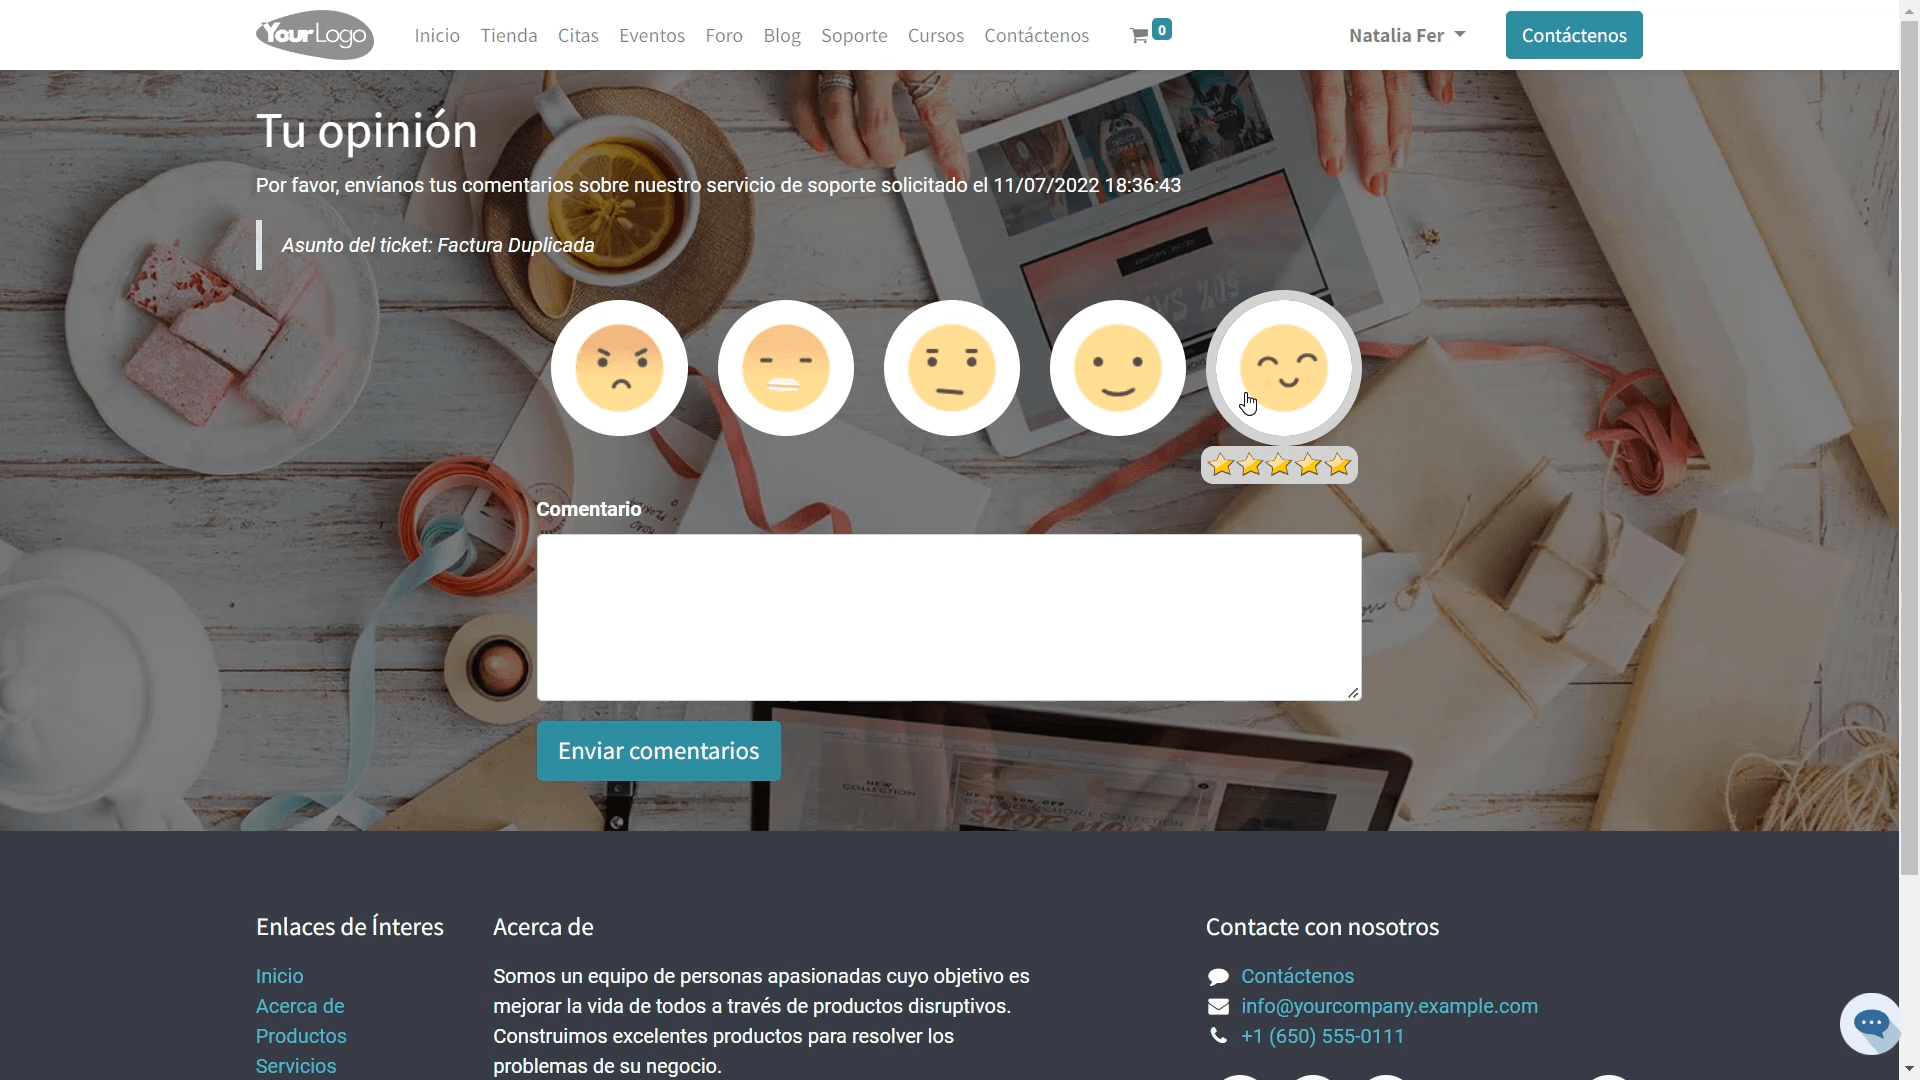 YourLogo
Inicio Tienda Citas Eventos Foro Blog Soporte Cursos Contáctenos 0 Natalia Fer Contáctenos
Tu opinión
Por favor, envíanos tus comentarios sobre nuestro servicio de soporte solicitado el 11/07/2022 18:36:43
Asunto del ticket: Factura Duplicada
Comentario
Enviar comentarios
NEW
COLLECTION
Enlaces de Ínteres
Inicio
Acerca de
Productos
Servicios
Acerca de
Somos un equipo de personas apasionadas cuyo objetivo es
mejorar la vida de todos a través de productos disruptivos.
Construimos excelentes productos para resolver los
problemas de su negocio.
Contacte con nosotros
Contáctenos
info@yourcompany.example.com
+1 (650) 555-0111